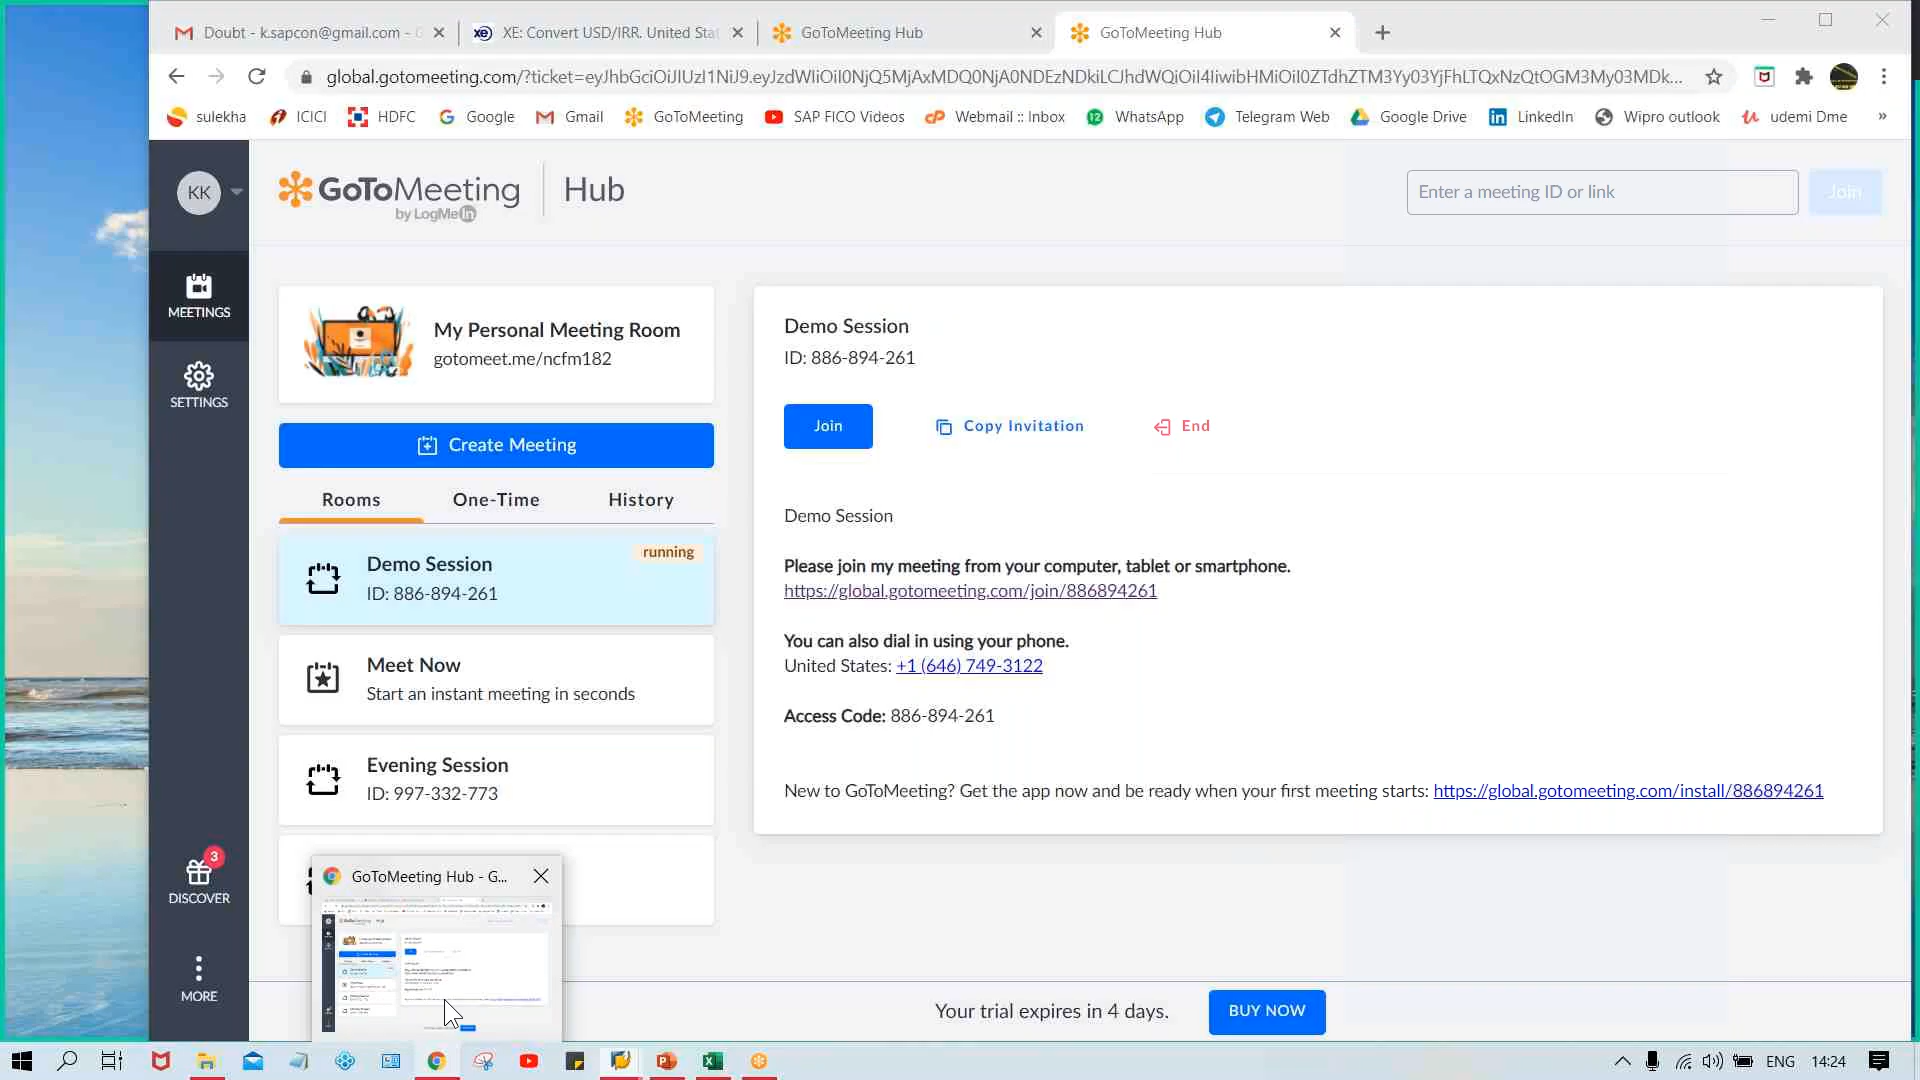 Doubt - k.sapcon@gmail.com -
XE: Convert USD/IRR. United Stat
GoToMeeting Hub
GoToMeeting Hub
global.gotomeeting.com/?ticket=
sulekha
ICICI
HDFC
Google
Gmail
GoToMeeting
SAP FICO Videos
Webmail :: Inbox
WhatsApp
Telegram Web
Google Drive
LinkedIn
Wipro outlook
udemi Dme
»
KK
GoToMeeting
by LogMeIn
Hub
Enter a meeting ID or link
Join
MEETINGS
SETTINGS
DISCOVER
3
MORE
My Personal Meeting Room
gotomeet.me/ncfm182
Create Meeting
Rooms
One-Time
History
Demo Session
running
ID: 886-894-261
Meet Now
Start an instant meeting in seconds
Evening Session
ID: 997-332-773
GoToMeeting Hub - G...
Demo Session
ID: 886-894-261
Join
Copy Invitation
End
Demo Session
Please join my meeting from your computer, tablet or smartphone.
https://global.gotomeeting.com/join/886894261
You can also dial in using your phone.
United States: +1 (646) 749-3122
Access Code: 886-894-261
New to GoToMeeting? Get the app now and be ready when your first meeting starts: https://global.gotomeeting.com/install/886894261
Your trial expires in 4 days.
BUY NOW
ENG
14:24